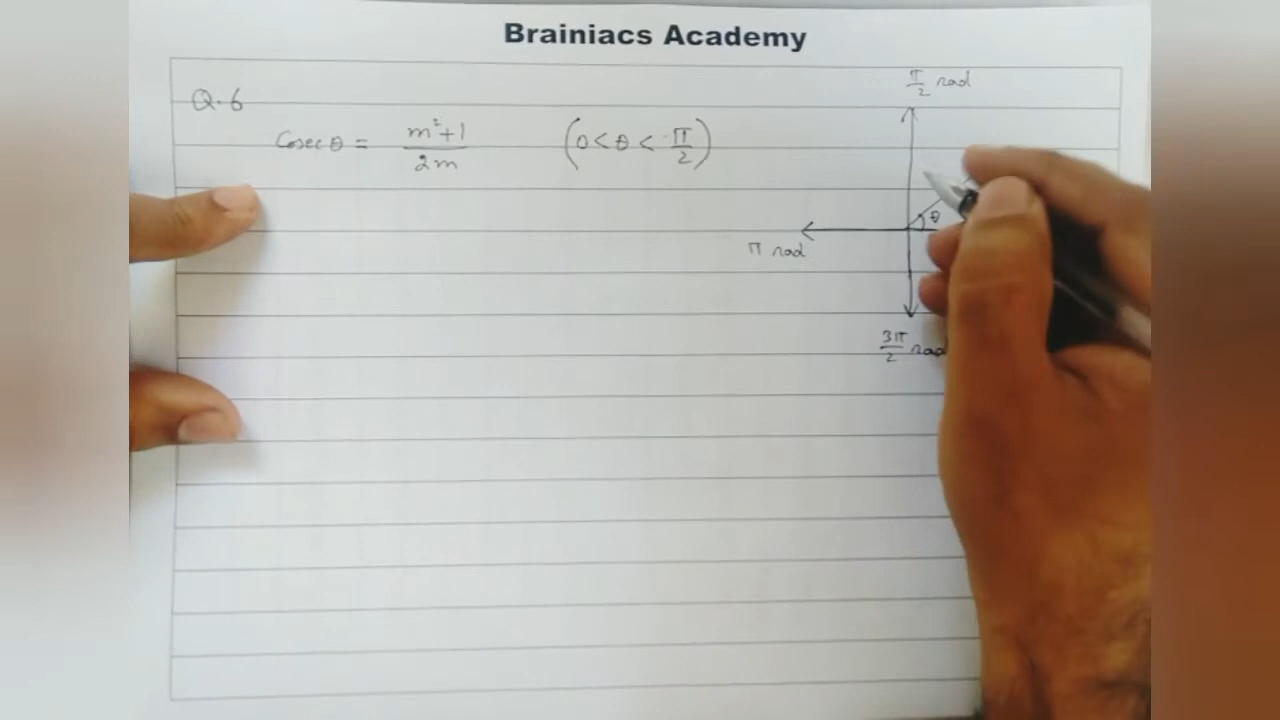 Brainiacs Academy
Q.6
Cosec θ = (m²+1)/(2m) (0 < θ < π/2)
π/2 rad
θ
π rad
3π/2 rad